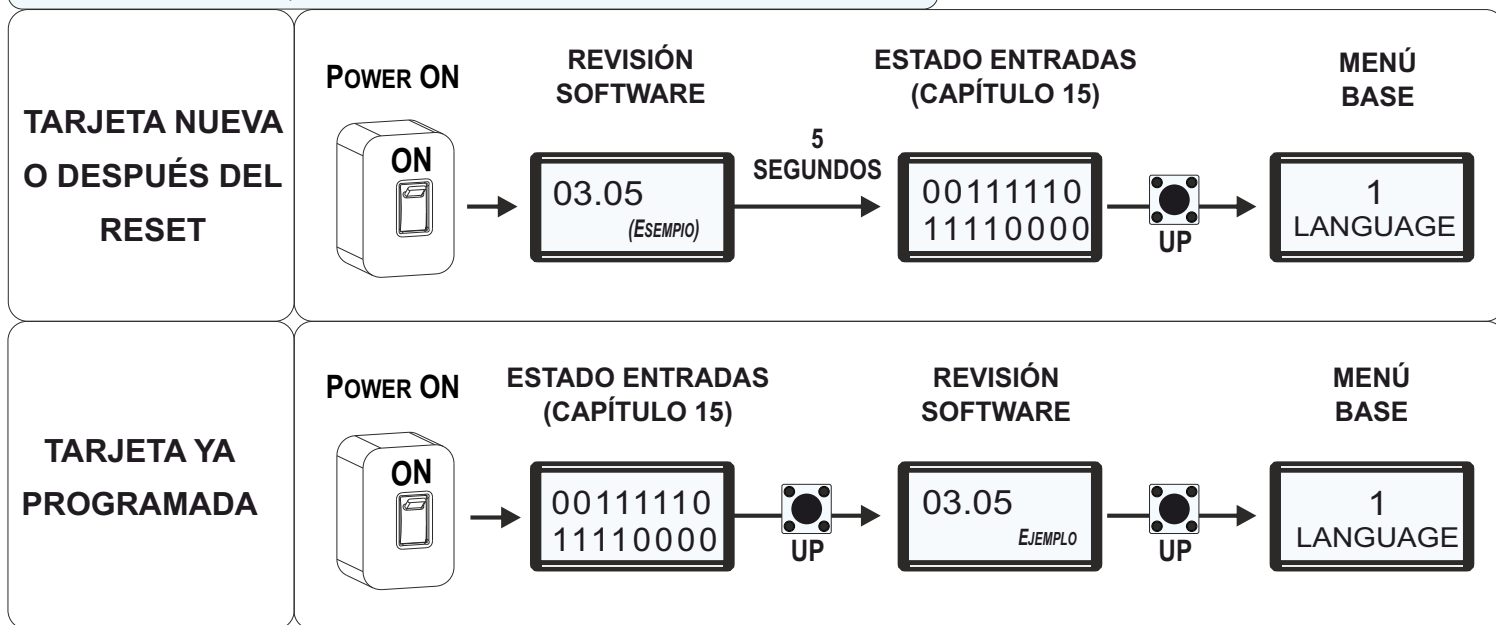 TARJETA NUEVA
O DESPUÉS DEL
RESET
POWER ON
ON
REVISIÓN
SOFTWARE
03.05
(ESEMPIO)
5
SEGUNDOS
ESTADO ENTRADAS
(CAPÍTULO 15)
00111110
11110000
UP
MENÚ
BASE
1
LANGUAGE
TARJETA YA
PROGRAMADA
POWER ON
ON
ESTADO ENTRADAS
(CAPÍTULO 15)
00111110
11110000
UP
REVISIÓN
SOFTWARE
03.05
EJEMPLO
UP
MENÚ
BASE
1
LANGUAGE